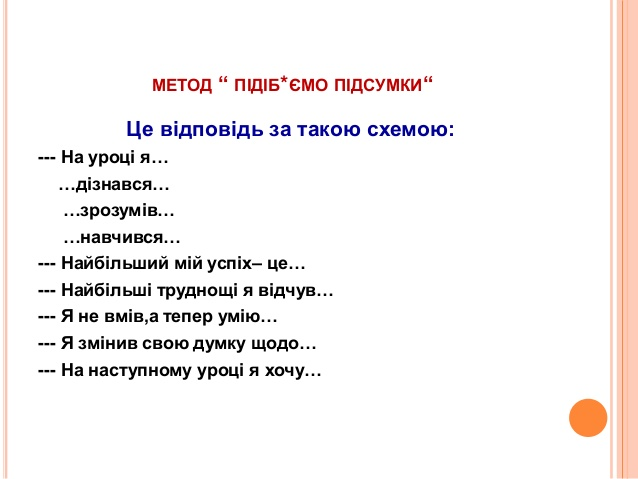 МЕТОД “ ПІДІБ*ЄМО ПІДСУМКИ“
Це відповідь за такою схемою:
--- На уроці я…
…дізнався…
…зрозумів…
…навчився…
--- Найбільший мій успіх– це…
--- Найбільші труднощі я відчув…
--- Я не вмів,а тепер умію…
--- Я змінив свою думку щодо…
--- На наступному уроці я хочу…